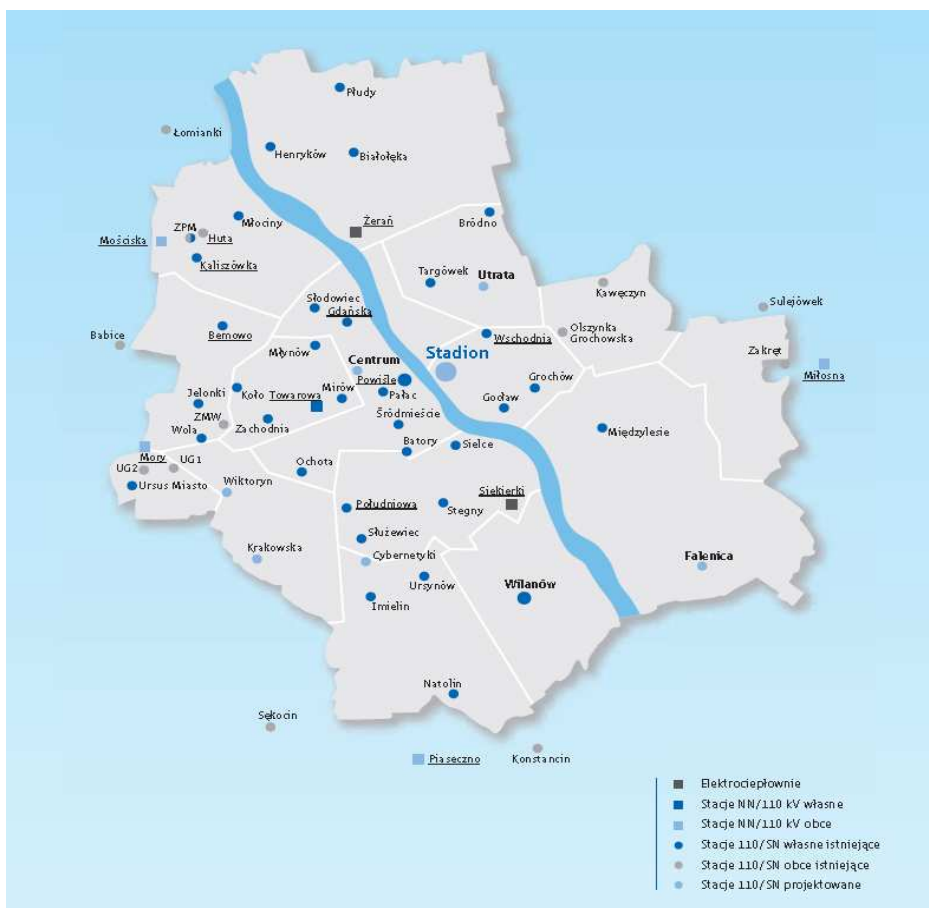 Płudy
Łomianki
Henryków
Białołęka
Młociny
ZPM
Huta
Żerań
Bródno
Mościska
Kaliszówka
Targówek
Utrata
Kawęczyn
Słodowiec
Gdańska
Sulejówek
Bemowo
Wschodnia
Olszynka
Grochowska
Babice
Młynów
Centrum
Stadion
Zakręt
Miłosna
Powiśle
Grochów
Jelonki
Koło
Towarowa
Mirów
Pałac
Gocław
ZMW
Zachodnia
Śródmieście
Wola
Międzylesie
Mory
UG1
UG2
Ochota
Batory
Sielce
Ursus Miasto
Wiktoryn
Siekierki
Południowa
Stegny
Służewiec
Krakowska
Cybernetyki
Falenica
Ursynów
Wilanów
Imielin
Natolin
Sękocin
Piaseczno
Konstancin
Elektrociepłownie
Stacje NN/110 kV własne
Stacje NN/110 kV obce
Stacje 110/SN własne istniejące
Stacje 110/SN obce istniejące
Stacje 110/SN projektowane